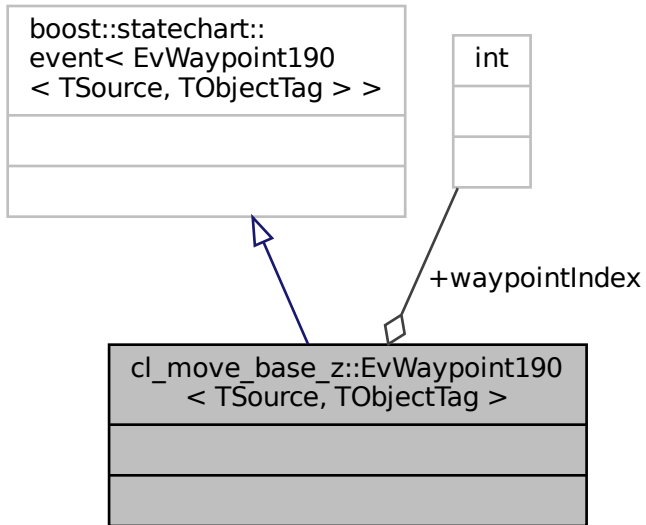 boost::statechart::
event< EvWaypoint190
< TSource, TObjectTag > >
int
+waypointIndex
cl_move_base_z::EvWaypoint190
< TSource, TObjectTag >